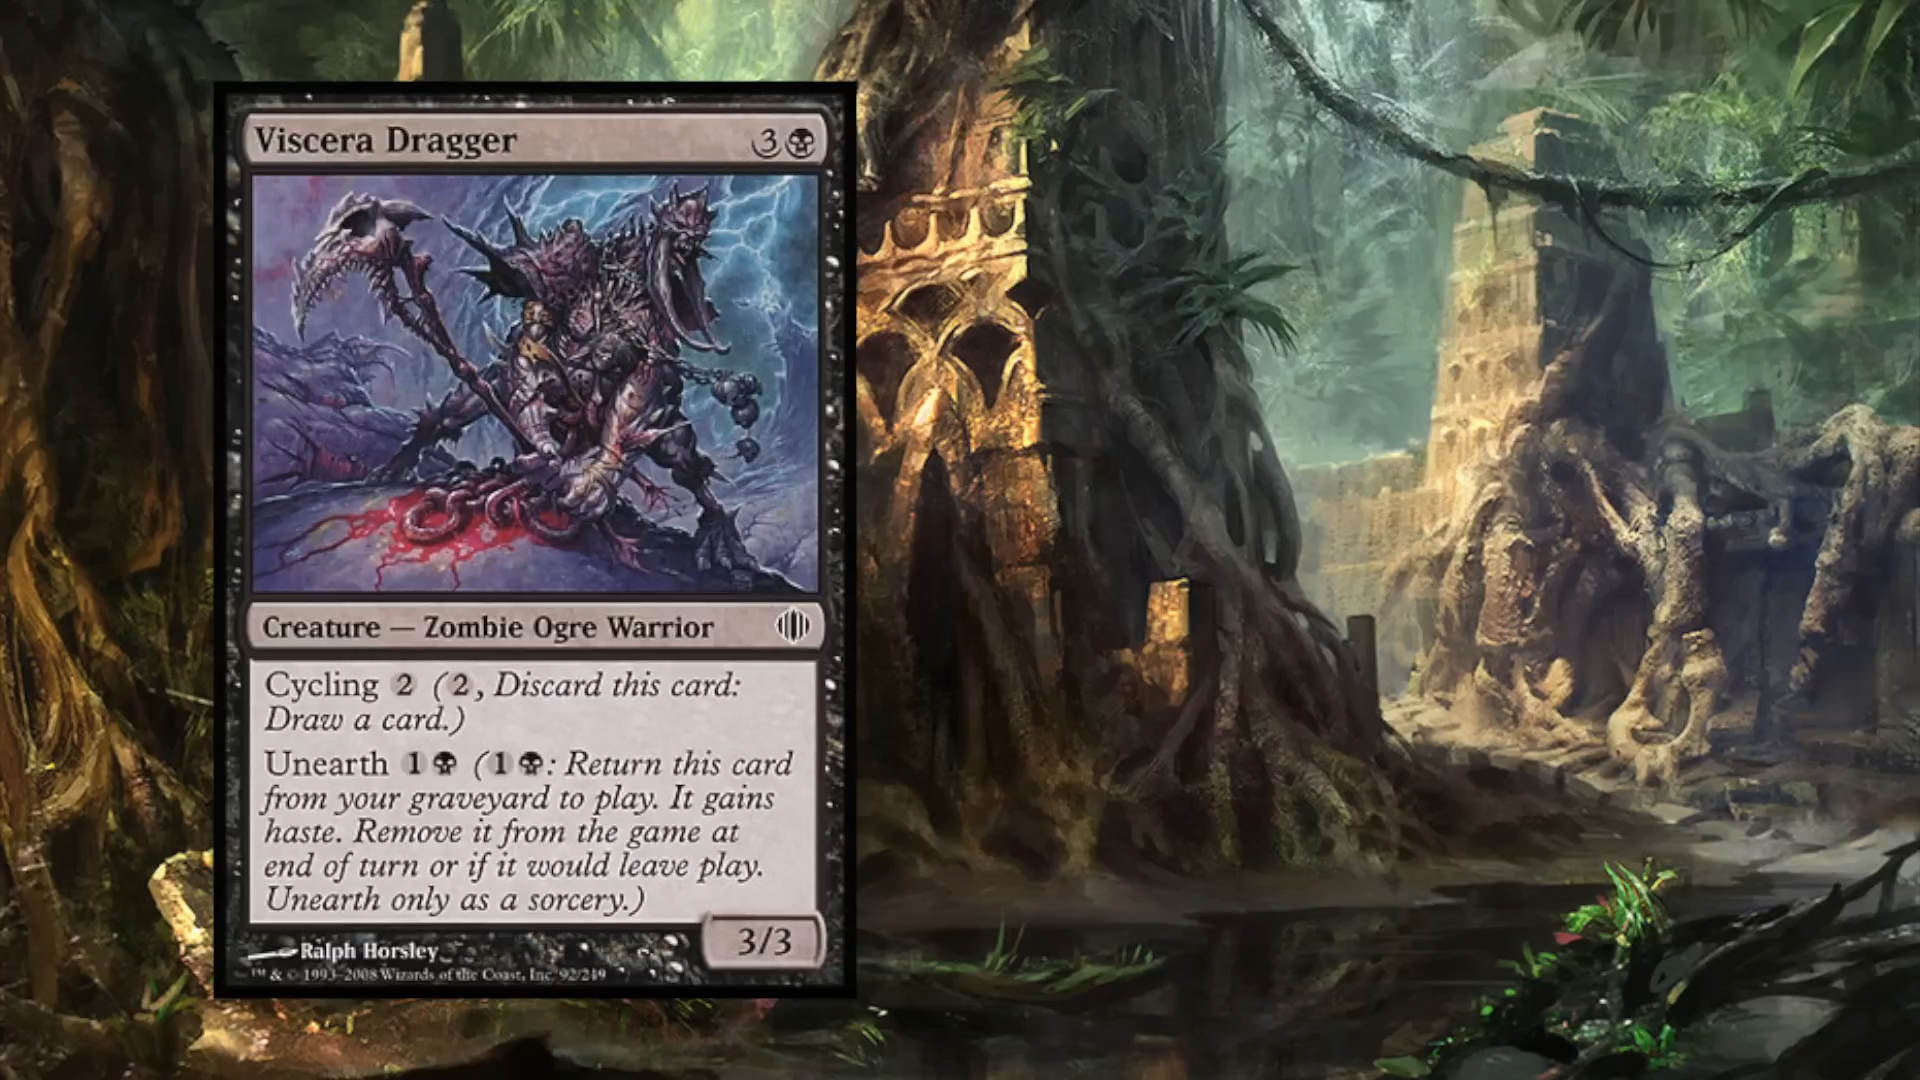 Viscera Dragger 3
Creature — Zombie Ogre Warrior
Cycling 2 (2, Discard this card:
Draw a card.)
Unearth 1 (1: Return this card
from your graveyard to play. It gains
haste. Remove it from the game at
end of turn or if it would leave play.
Unearth only as a sorcery.)
3/3
Ralph Horsley
™ & © 1993–2008 Wizards of the Coast, Inc. 92/249